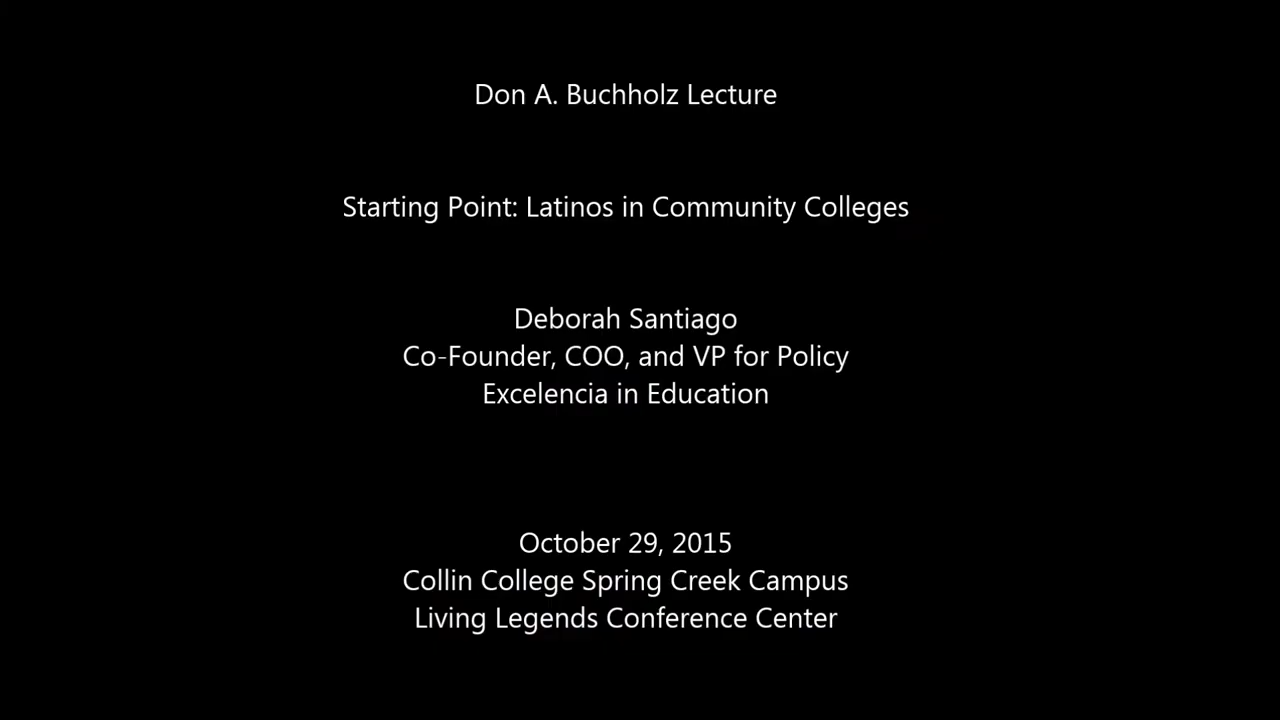 Don A. Buchholz Lecture
Starting Point: Latinos in Community Colleges
Deborah Santiago
Co-Founder, COO, and VP for Policy
Excelencia in Education
October 29, 2015
Collin College Spring Creek Campus
Living Legends Conference Center